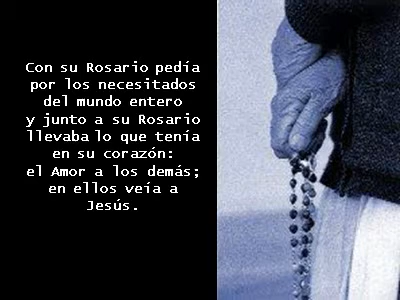 Con su Rosario pedía
por los necesitados
del mundo entero
y junto a su Rosario
llevaba lo que tenía
en su corazón:
el Amor a los demás;
en ellos veía a
Jesús.